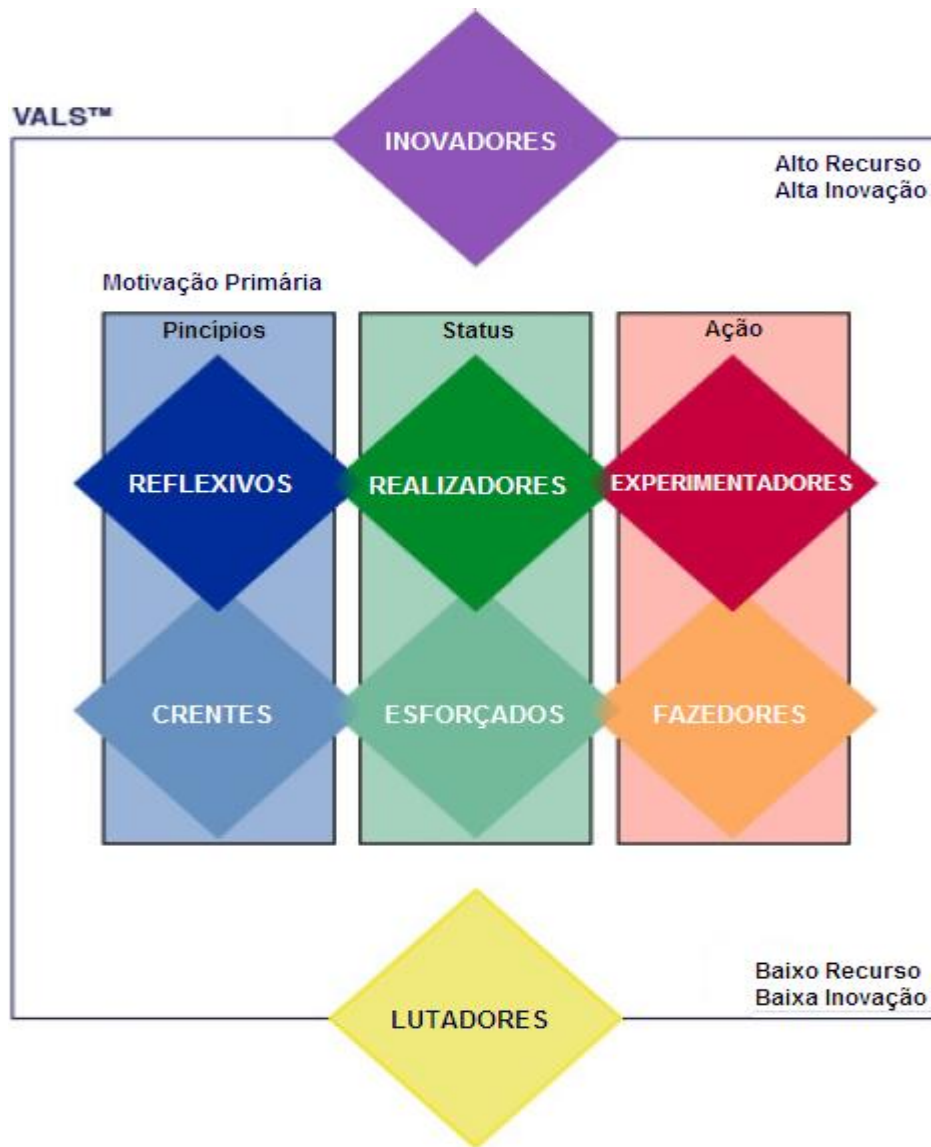 VALS™
INOVADORES
Alto Recurso
Alta Inovação
Motivação Primária
Pincípios
Status
Ação
REFLEXIVOS
REALIZADORES
EXPERIMENTADORES
CRENTES
ESFORÇADOS
FAZEDORES
Baixo Recurso
Baixa Inovação
LUTADORES